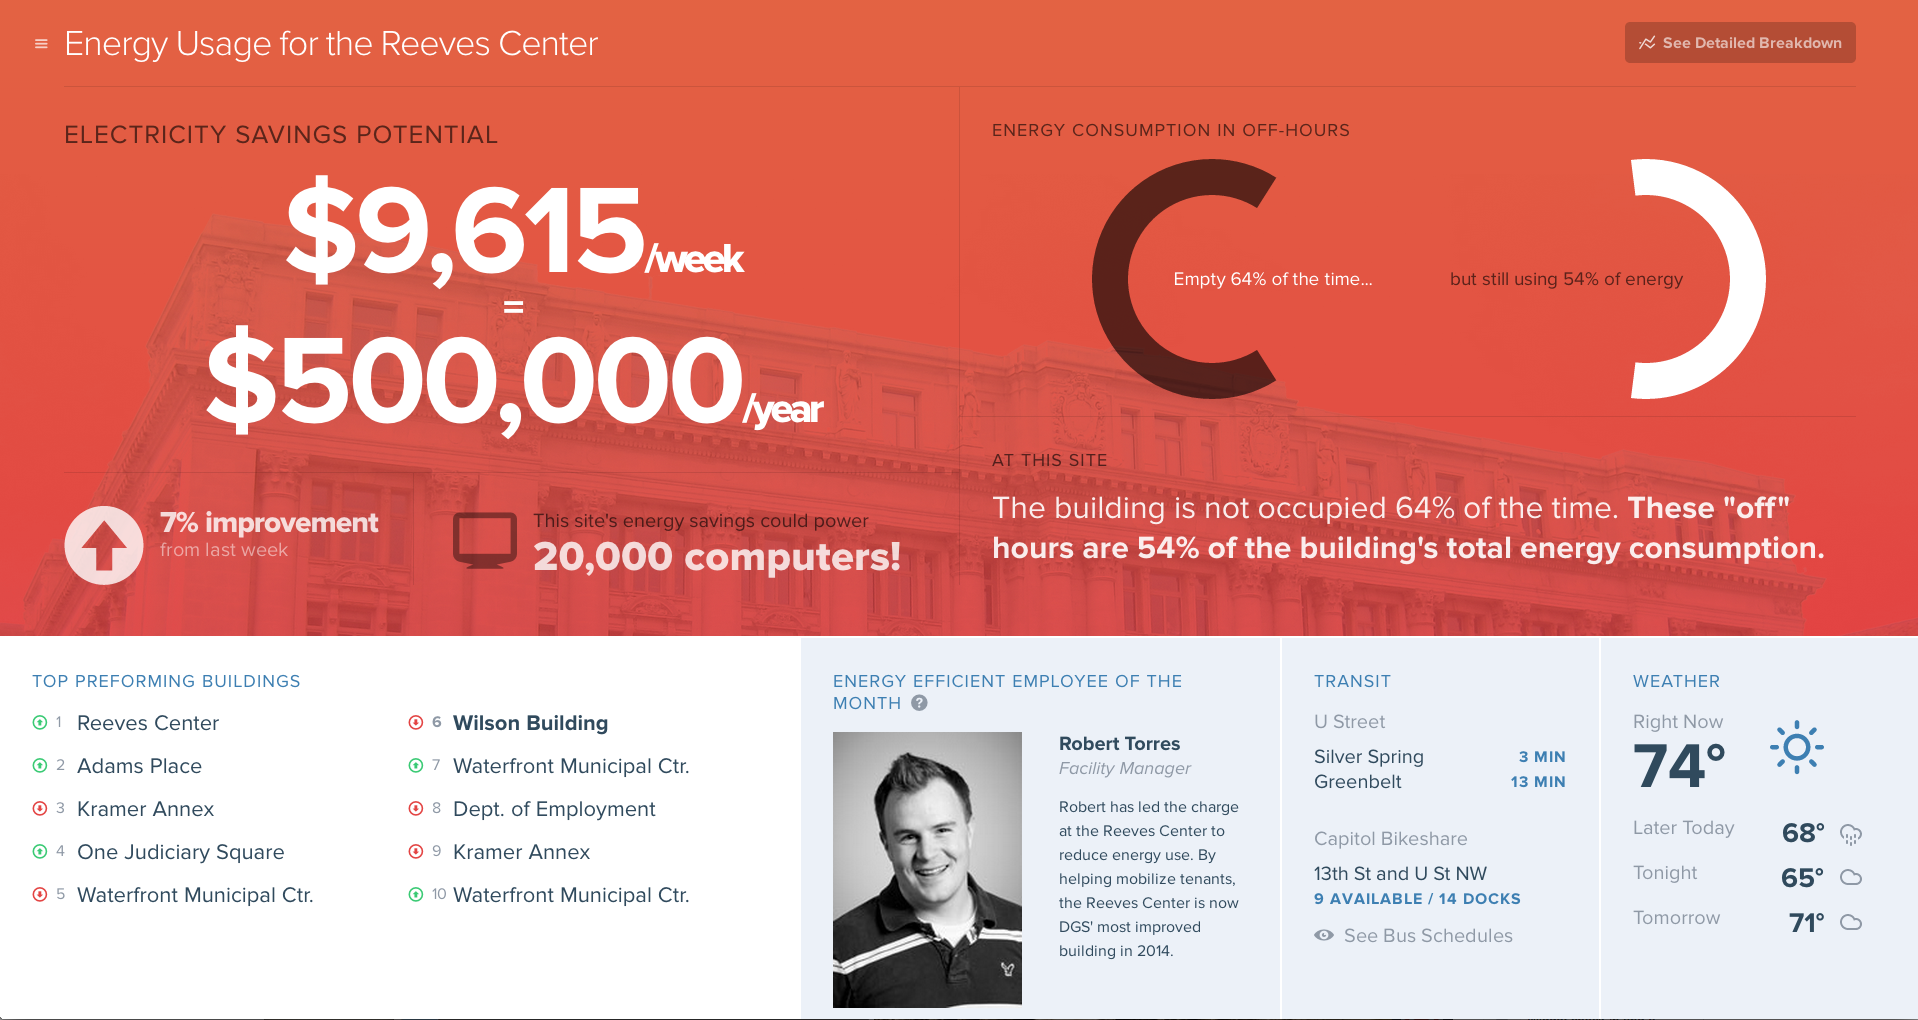 Energy Usage for the Reeves Center
See Detailed Breakdown
ELECTRICITY SAVINGS POTENTIAL
$9,615/week
=
$500,000/year
7% improvement
from last week
This site's energy savings could power
20,000 computers!
ENERGY CONSUMPTION IN OFF-HOURS
Empty 64% of the time...
but still using 54% of energy
AT THIS SITE
The building is not occupied 64% of the time. These "off"
hours are 54% of the building's total energy consumption.
TOP PREFORMING BUILDINGS
1 Reeves Center
2 Adams Place
3 Kramer Annex
4 One Judiciary Square
5 Waterfront Municipal Ctr.
6 Wilson Building
7 Waterfront Municipal Ctr.
8 Dept. of Employment
9 Kramer Annex
10 Waterfront Municipal Ctr.
ENERGY EFFICIENT EMPLOYEE OF THE
MONTH ?
Robert Torres
Facility Manager
Robert has led the charge
at the Reeves Center to
reduce energy use. By
helping mobilize tenants,
the Reeves Center is now
DGS' most improved
building in 2014.
TRANSIT
U Street
Silver Spring 3 MIN
Greenbelt 13 MIN
Capitol Bikeshare
13th St and U St NW
9 AVAILABLE / 14 DOCKS
See Bus Schedules
WEATHER
Right Now
74°
Later Today 68°
Tonight 65°
Tomorrow 71°